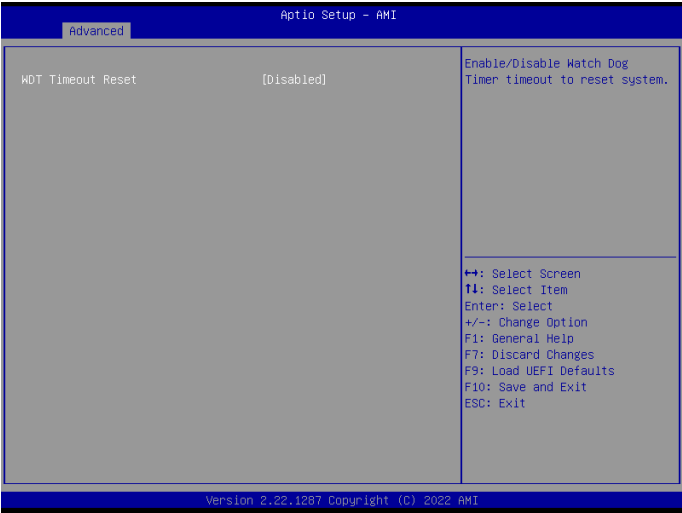 Aptio Setup – AMI
Advanced
WDT Timeout Reset [Disabled]
Enable/Disable Watch Dog
Timer timeout to reset system.
↔: Select Screen
↑↓: Select Item
Enter: Select
+/-: Change Option
F1: General Help
F7: Discard Changes
F9: Load UEFI Defaults
F10: Save and Exit
ESC: Exit
Version 2.22.1287 Copyright (C) 2022 AMI